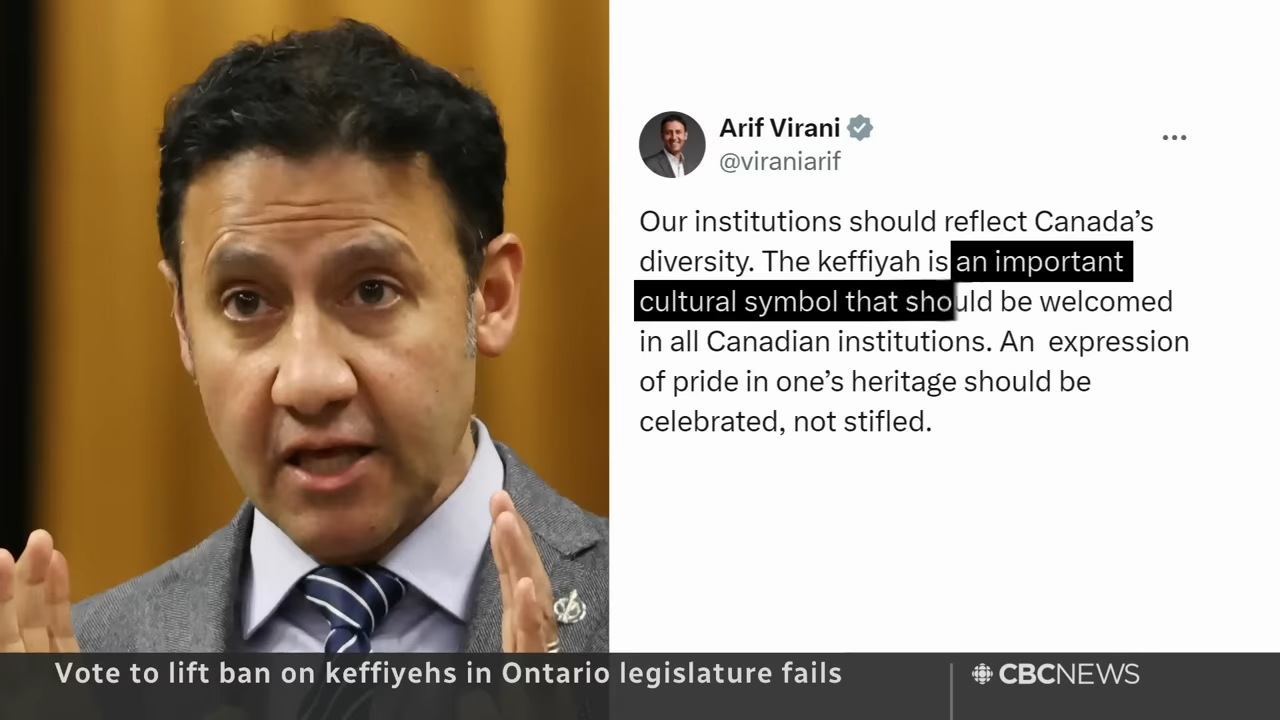 Arif Virani
@viraniarif
Our institutions should reflect Canada’s
diversity. The keffiyah is an important
cultural symbol that should be welcomed
in all Canadian institutions. An  expression
of pride in one’s heritage should be
celebrated, not stifled.
Vote to lift ban on keffiyehs in Ontario legislature fails
CBCNEWS